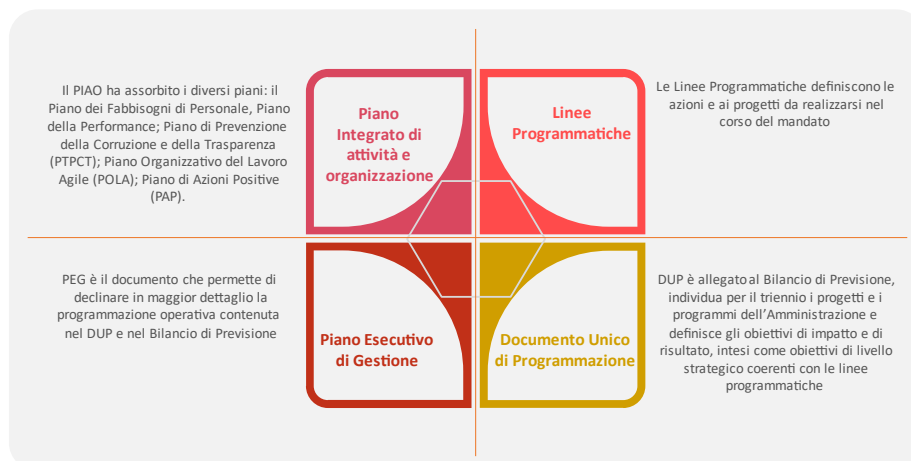 Il PIAO ha assorbito i diversi piani: il
Piano dei Fabbisogni di Personale, Piano
della Performance; Piano di Prevenzione
della Corruzione e della Trasparenza
(PTPCT); Piano Organizzativo del Lavoro
Agile (POLA); Piano di Azioni Positive
(PAP).
Piano
Integrato di
attività e
organizzazione
Linee
Programmatiche
Le Linee Programmatiche definiscono le
azioni e ai progetti da realizzarsi nel
corso del mandato
PEG è il documento che permette di
declinare in maggior dettaglio la
programmazione operativa contenuta
nel DUP e nel Bilancio di Previsione
Piano Esecutivo
di Gestione
Documento Unico
di Programmazione
DUP è allegato al Bilancio di Previsione,
individua per il triennio i progetti e i
programmi dell'Amministrazione e
definisce gli obiettivi di impatto e di
risultato, intesi come obiettivi di livello
strategico coerenti con le linee
programmatiche